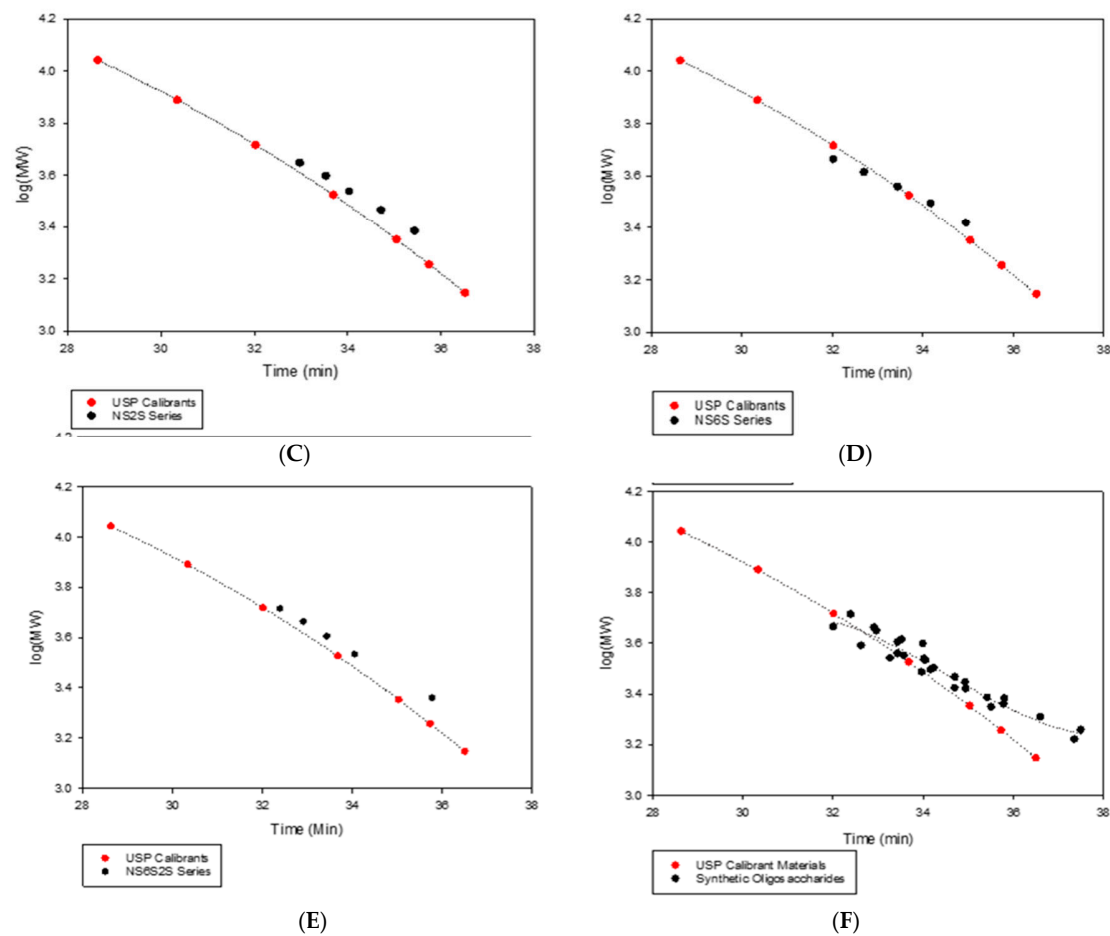 4.2
4.0
3.8
3.6
3.4
3.2
3.0
log(MW)
28 30 32 34 36 38
Time (min)
USP Calibrants
NS2S Series
(C)
4.2
4.0
3.8
3.6
3.4
3.2
3.0
log(MW)
28 30 32 34 36 38
Time (min)
USP Calibrants
NS6S Series
(D)
4.2
4.0
3.8
3.6
3.4
3.2
3.0
log(MW)
28 30 32 34 36 38
Time (Min)
USP Calibrants
NS6S2S Series
(E)
4.2
4.0
3.8
3.6
3.4
3.2
3.0
log(MW)
28 30 32 34 36 38
Time (min)
USP Calibrant Materials
Synthetic Oligosaccharides
(F)